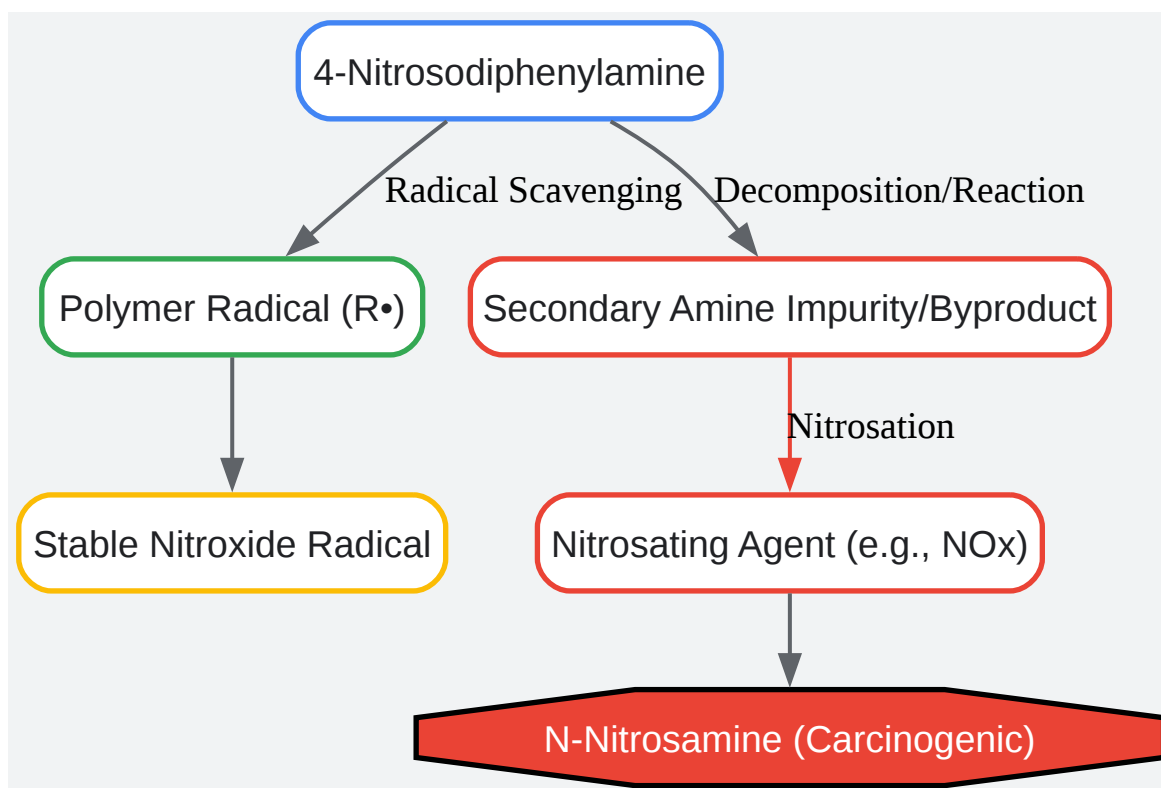 4-Nitrosodiphenylamine
Radical Scavenging
Decomposition/Reaction
Polymer Radical (R•)
Secondary Amine Impurity/Byproduct
Nitrosation
Stable Nitroxide Radical
Nitrosating Agent (e.g., NOx)
N-Nitrosamine (Carcinogenic)